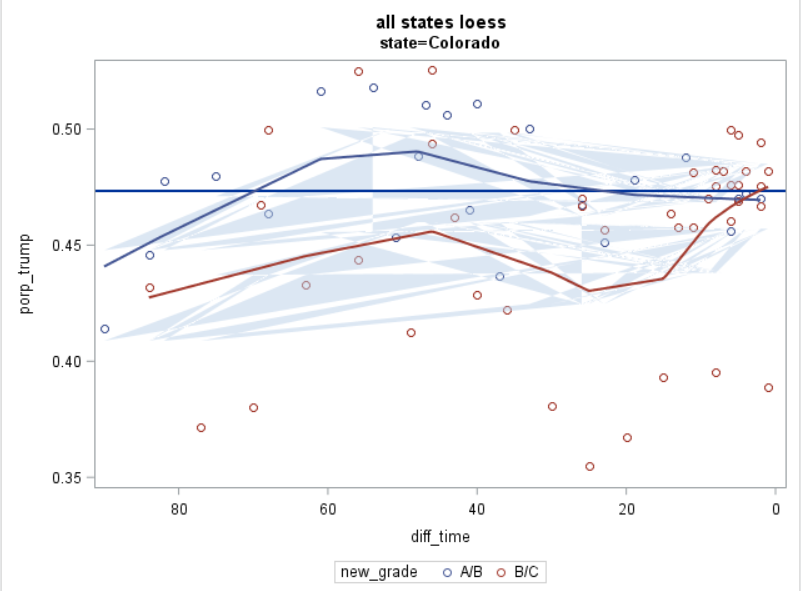 all states loess
state=Colorado
0.50
0.45
0.40
0.35
porp_trump
80 60 40 20 0
diff_time
new_grade A/B B/C